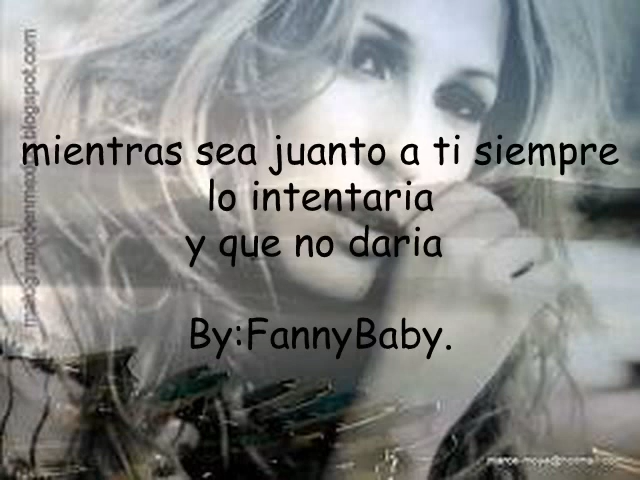 mientras sea juanto a ti siempre
lo intentaria
y que no daria
By:FannyBaby.